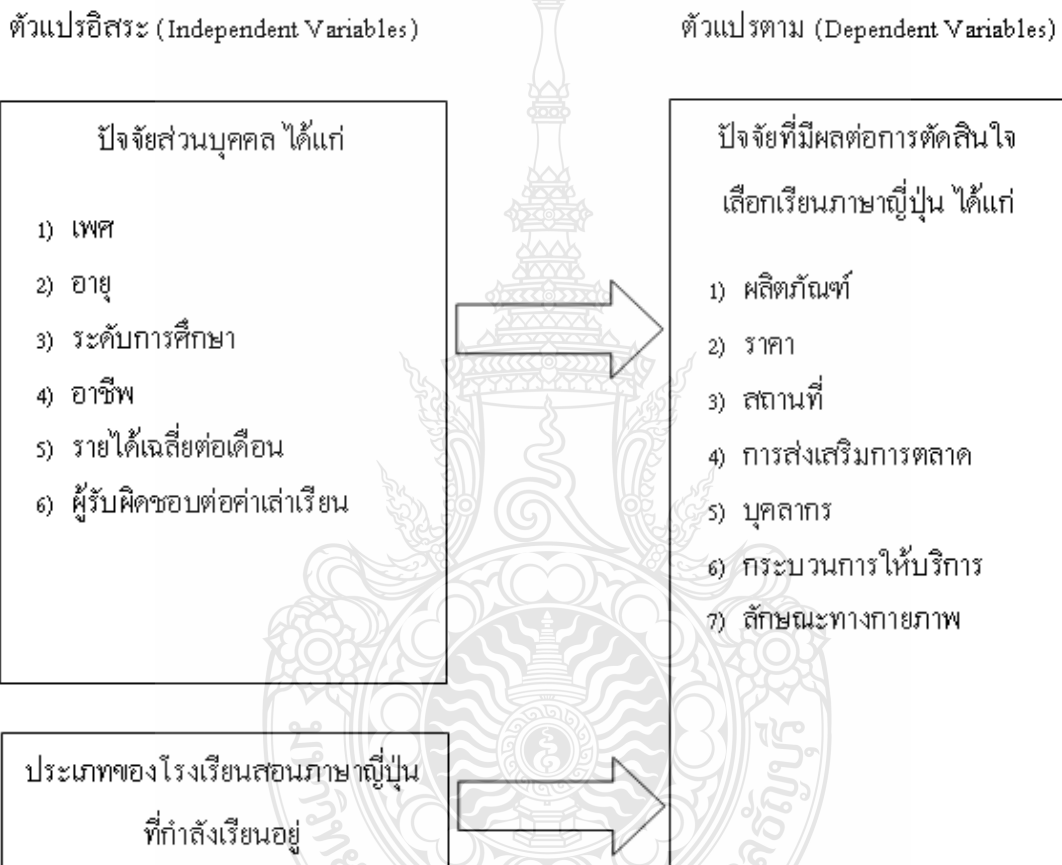 ตัวแปรอิสระ (Independent Variables)
ตัวแปรตาม (Dependent Variables)
ปัจจัยส่วนบุคคล ได้แก่
1) เพศ
2) อายุ
3) ระดับการศึกษา
4) อาชีพ
5) รายได้เฉลี่ยต่อเดือน
6) ผู้รับผิดชอบต่อค่าเล่าเรียน
ประเภทของโรงเรียนสอนภาษาญี่ปุ่น
ที่กำลังเรียนอยู่
ปัจจัยที่มีผลต่อการตัดสินใจ
เลือกเรียนภาษาญี่ปุ่น ได้แก่
1) ผลิตภัณฑ์
2) ราคา
3) สถานที่
4) การส่งเสริมการตลาด
5) บุคลากร
6) กระบวนการให้บริการ
7) ลักษณะทางกายภาพ